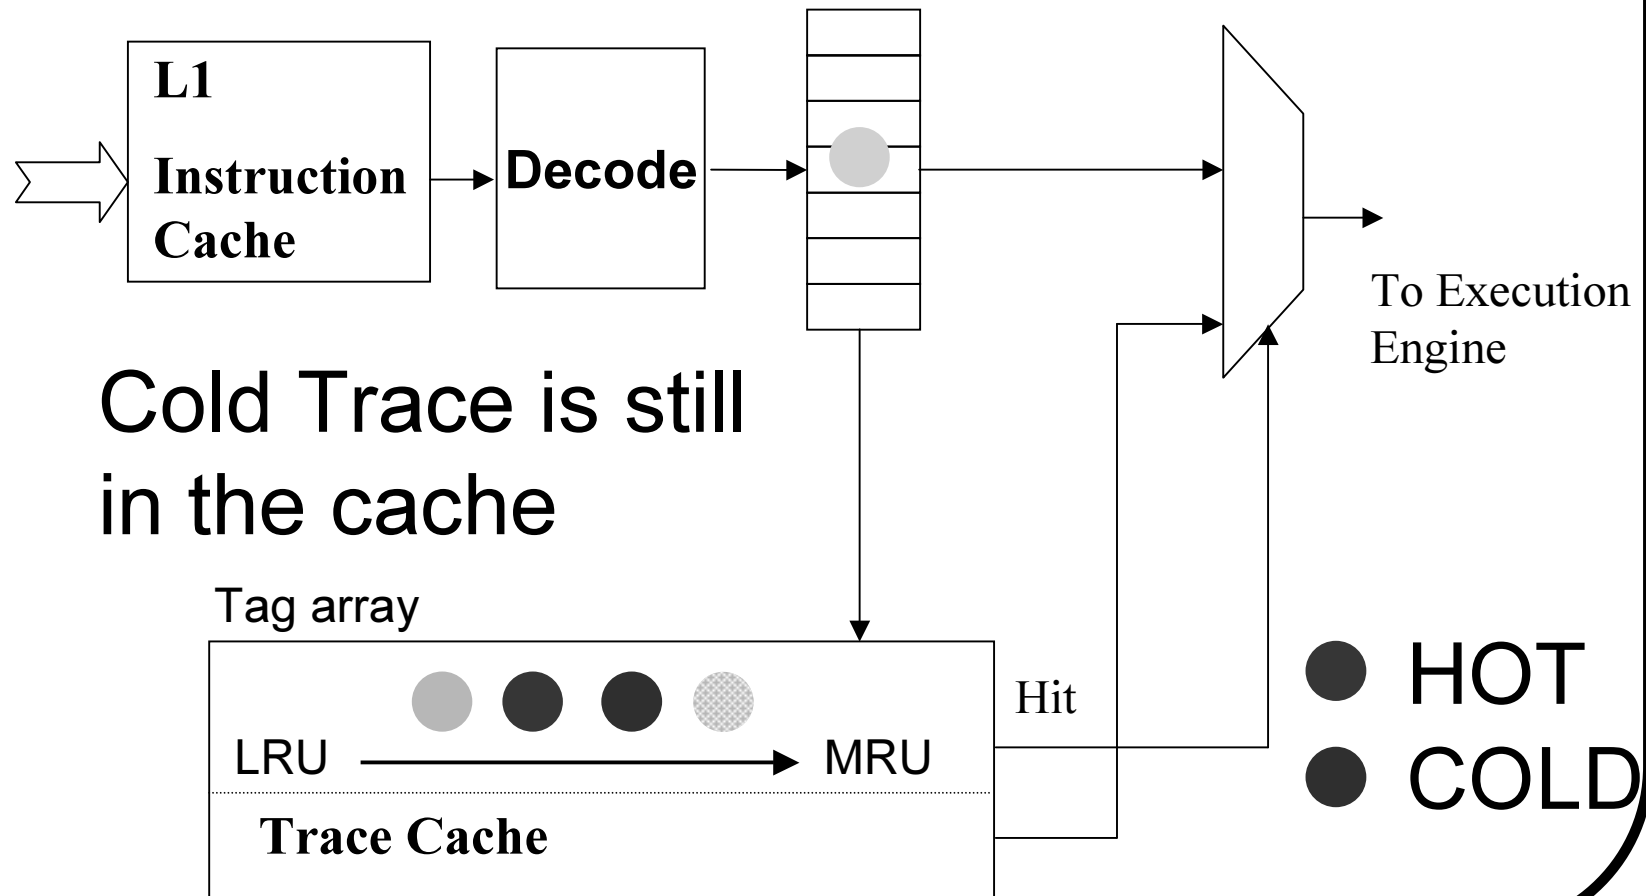 L1
Instruction
Cache
Decode
To Execution
Engine
Cold Trace is still
in the cache
Tag array
LRU
MRU
Hit
Trace Cache
HOT
COLD